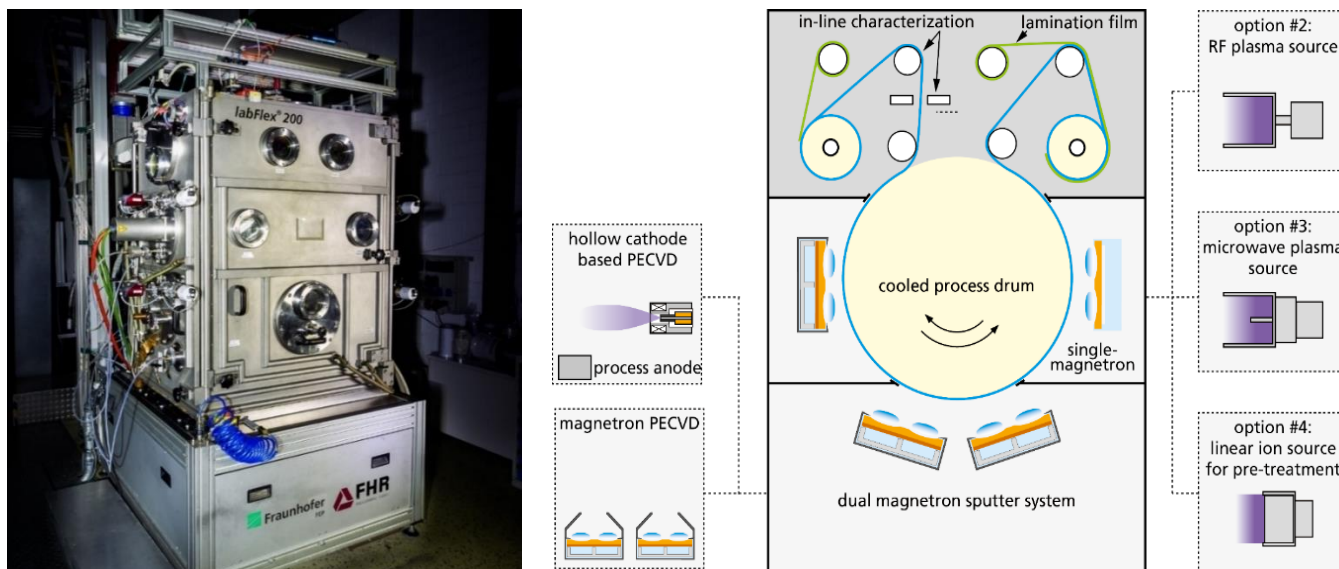 labFlex® 200
Fraunhofer
FEP
FHR
in-line characterization
lamination film
cooled process drum
single-
magnetron
dual magnetron sputter system
hollow cathode
based PECVD
process anode
magnetron PECVD
option #2:
RF plasma source
option #3:
microwave plasma
source
option #4:
linear ion source
for pre-treatment